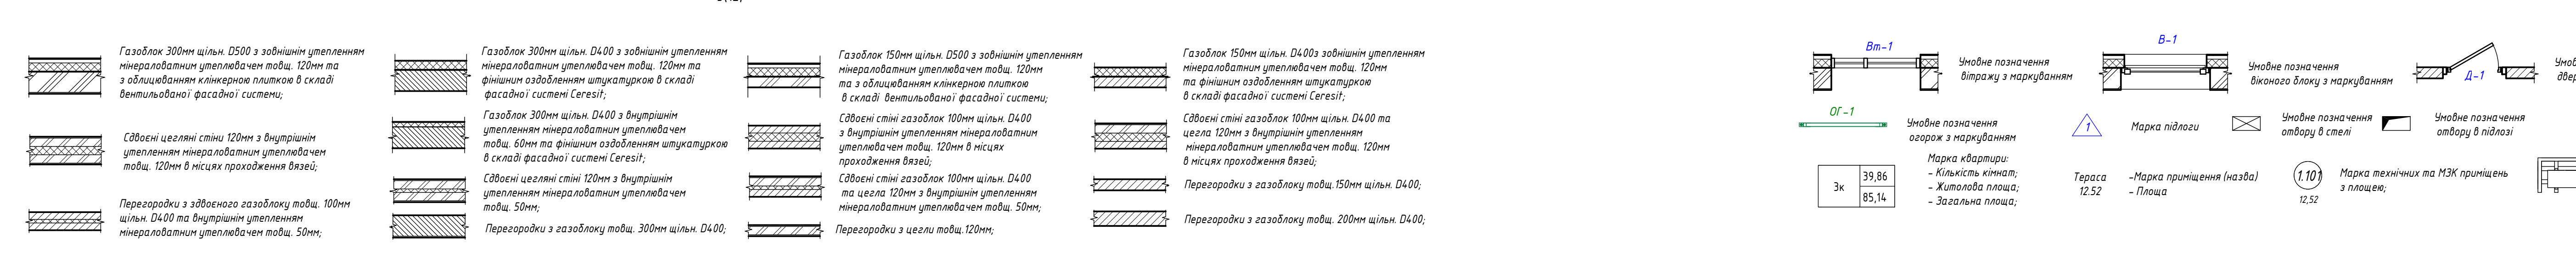 Газоблок 300мм щільн. D500 з зовнішнім утепленням
мінераловатним утеплювачем товщ. 120мм та
з облицюванням клінкерною плиткою в складі
вентильованої фасадної системи;
Сдвоєні цегляні стіни 120мм з внутрішнім
утепленням мінераловатним утеплювачем
товщ. 120мм в місцях проходження вязей;
Перегородки з здвоєного газоблоку товщ. 100мм
щільн. D400 та внутрішнім утепленням
мінераловатним утеплювачем товщ. 50мм;
Газоблок 300мм щільн. D400 з зовнішнім утепленням
мінераловатним утеплювачем товщ. 120мм та
фінішним оздобленням штукатуркою в складі
фасадної системі Ceresit;
Газоблок 300мм щільн. D400 з внутрішнім
утепленням мінераловатним утеплювачем
товщ. 60мм та фінішним оздобленням штукатуркою
в складі фасадної системі Ceresit;
Сдвоєні цегляні стіні 120мм з внутрішнім
утепленням мінераловатним утеплювачем
товщ. 50мм;
Перегородки з газоблоку товщ. 300мм щільн. D400;
Газоблок 150мм щільн. D500 з зовнішнім утепленням
мінераловатним утеплювачем товщ. 120мм
та з облицюванням клінкерною плиткою
в складі вентильованої фасадної системи;
Сдвоєні стіні газоблок 100мм щільн. D400
з внутрішнім утепленням мінераловатним
утеплювачем товщ. 120мм в місцях
проходження вязей;
Сдвоєні стіні газоблок 100мм щільн. D400
та цегла 120мм з внутрішнім утепленням
мінераловатним утеплювачем товщ. 50мм;
Перегородки з цегли товщ.120мм;
Газоблок 150мм щільн. D400з зовнішнім утепленням
мінераловатним утеплювачем товщ. 120мм
та фінішним оздобленням штукатуркою
в складі фасадної системі Ceresit;
Сдвоєні стіні газоблок 100мм щільн. D400 та
цегла 120мм з внутрішнім утепленням
мінераловатним утеплювачем товщ. 120мм
в місцях проходження вязей;
Перегородки з газоблоку товщ.150мм щільн. D400;
Перегородки з газоблоку товщ. 200мм щільн. D400;
Вт-1
Умовне позначення
вітражу з маркуванням
В-1
Умовне позначення
віконого блоку з маркуванням
Д-1
ОГ-1
Умовне позначення
огорож з маркуванням
1
Марка підлоги
Умовне позначення
отвору в стелі
Умовне позначення
отвору в підлозі
3к
39,86
85,14
Марка квартири:
- Кількість кімнат;
- Житолова площа;
- Загальна площа;
Тераса
12.52
-Марка приміщення (назва)
- Площа
1.101
12,52
Марка технічних та МЗК приміщень
з площею;